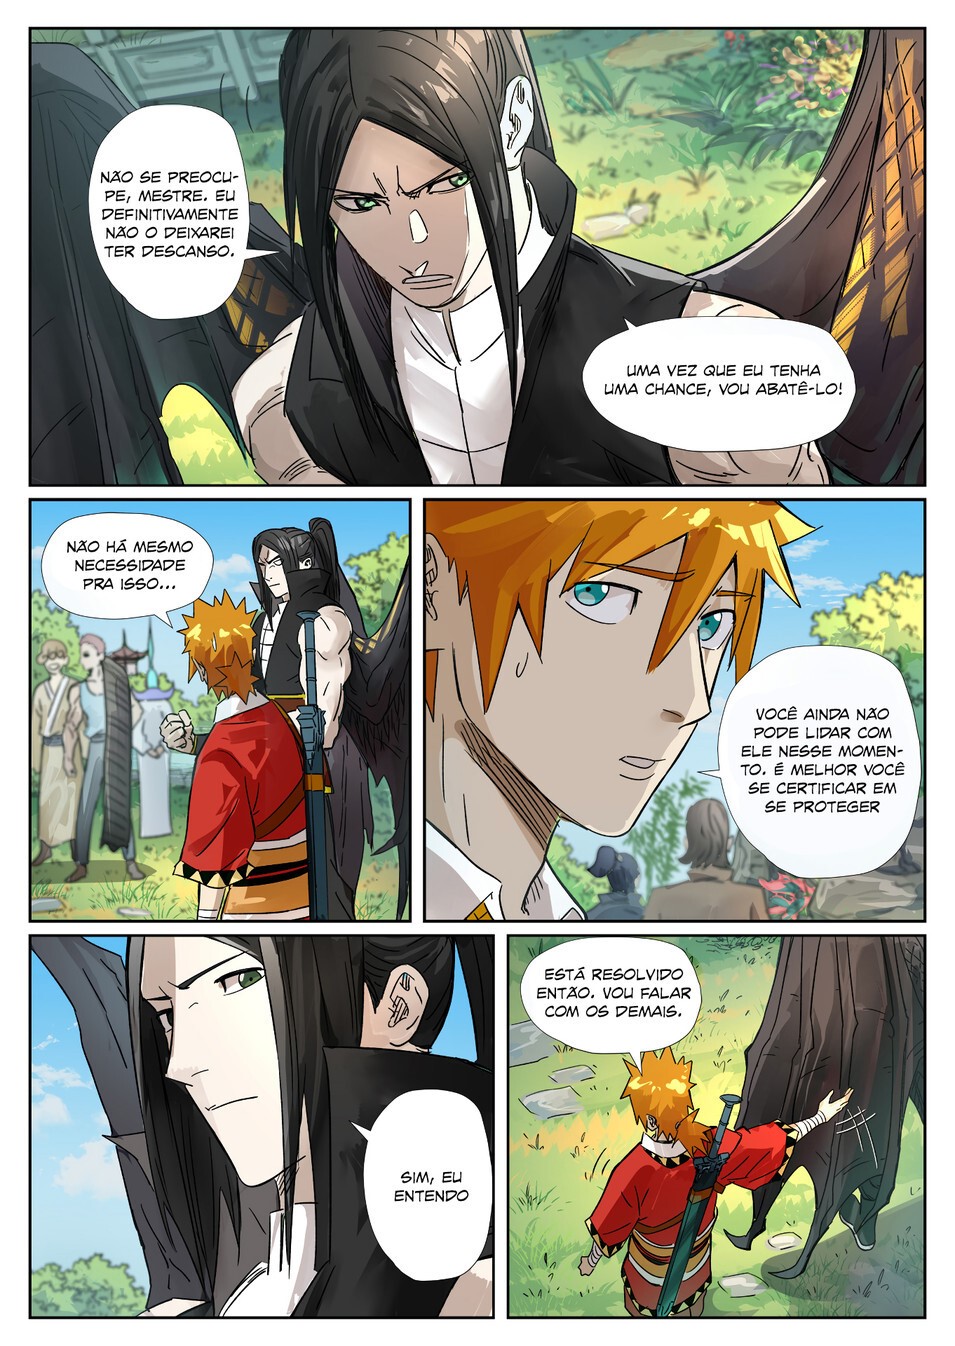 NÃO SE PREOCU-
PE, MESTRE. EU
DEFINITIVAMENTE
NÃO O DEIXAREI
TER DESCANSO.
UMA VEZ QUE EU TENHA
UMA CHANCE, VOU ABATÊ-LO!
NÃO HÁ MESMO
NECESSIDADE
PRA ISSO...
VOCÊ AINDA NÃO
PODE LIDAR COM
ELE NESSE MOMEN-
TO. É MELHOR VOCÊ
SE CERTIFICAR EM
SE PROTEGER
SIM, EU
ENTENDO
ESTÁ RESOLVIDO
ENTÃO. VOU FALAR
COM OS DEMAIS.